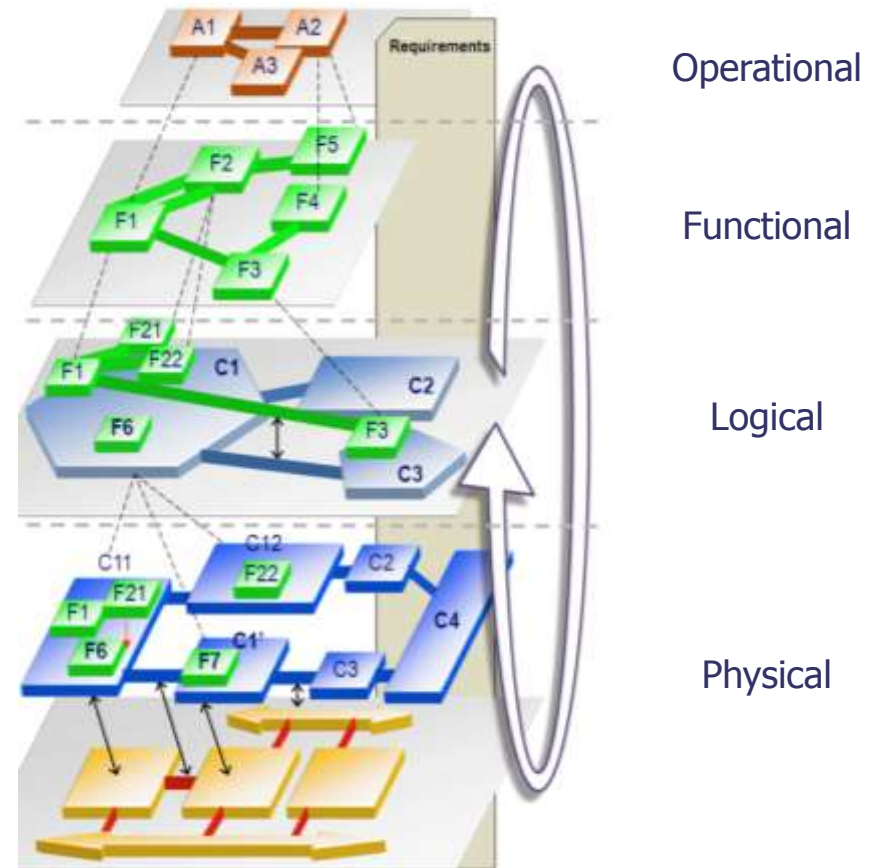 A1
A2
Requirements
A3
Operational
F5
F2
F4
F1
Functional
F3
F21
F22
C1
F1
C2
F6
F3
Logical
C3
C12
C11
C2
F22
F21
F1
C4
F6
F7
C1'
C3
Physical